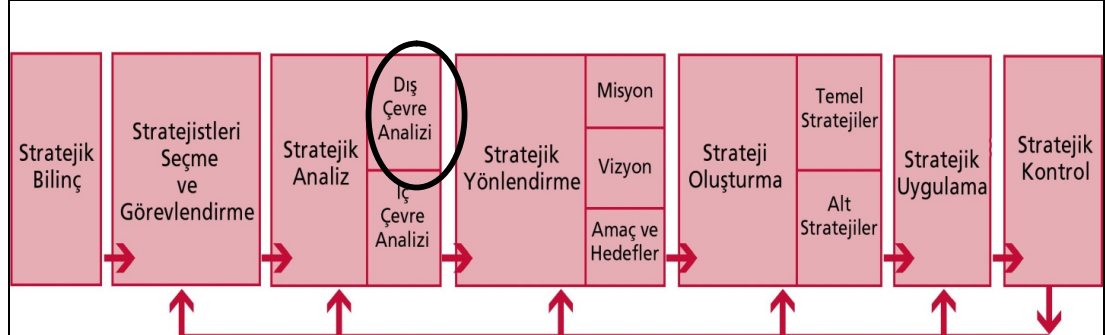 Stratejik
Bilinç
Stratejistleri
Seçme
ve
Görevlendirme
Stratejik
Analiz
Dış
Çevre
Analizi
İç
Çevre
Analizi
Stratejik
Yönlendirme
Misyon
Vizyon
Amaç ve
Hedefler
Strateji
Oluşturma
Temel
Stratejiler
Alt
Stratejiler
Stratejik
Uygulama
Stratejik
Kontrol